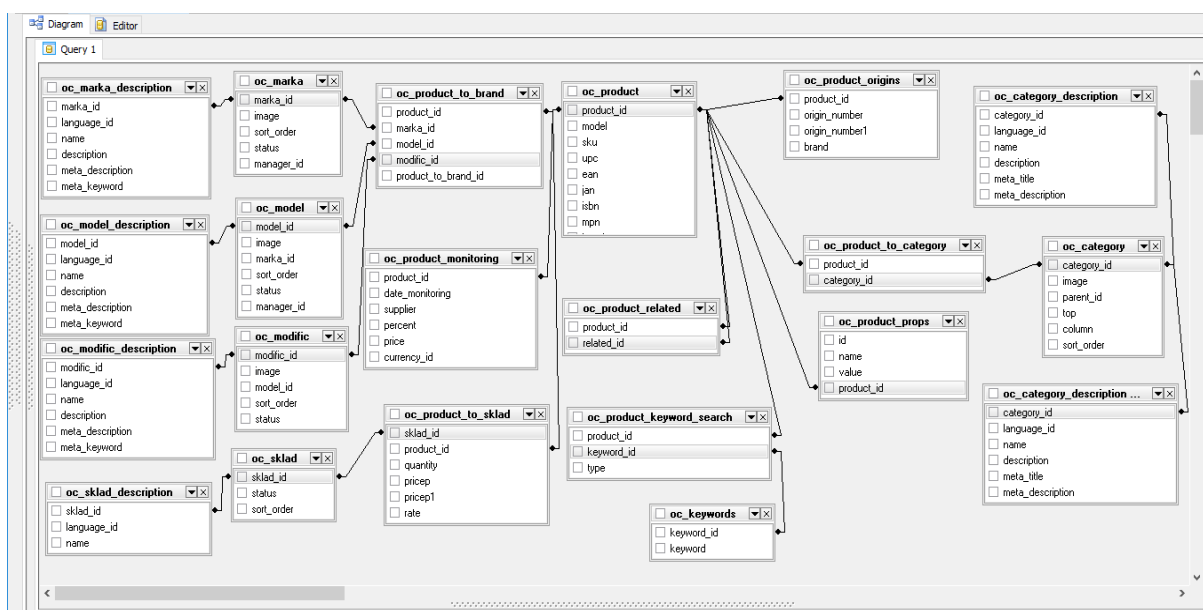 Diagram
Editor
Query 1
oc_marka_description
marka_id
language_id
name
description
meta_description
meta_keyword
oc_marka
marka_id
image
sort_order
status
manager_id
oc_product_to_brand
product_id
marka_id
model_id
modific_id
product_to_brand_id
oc_product
product_id
model
sku
upc
ean
jan
isbn
mpn
oc_product_origins
product_id
origin_number
origin_number1
brand
oc_category_description
category_id
language_id
name
description
meta_title
meta_description
oc_model_description
model_id
language_id
name
description
meta_description
meta_keyword
oc_model
model_id
image
marka_id
sort_order
status
manager_id
oc_product_monitoring
product_id
date_monitoring
supplier
percent
price
currency_id
oc_product_related
product_id
related_id
oc_product_to_category
product_id
category_id
oc_category
category_id
image
parent_id
top
column
sort_order
oc_modific_description
modific_id
language_id
name
description
meta_description
meta_keyword
oc_modific
modific_id
image
model_id
sort_order
status
oc_product_props
id
name
value
product_id
oc_product_to_sklad
sklad_id
product_id
quantity
pricep
pricep1
rate
oc_product_keyword_search
product_id
keyword_id
type
oc_category_description ...
category_id
language_id
name
description
meta_title
meta_description
oc_sklad_description
sklad_id
language_id
name
oc_sklad
sklad_id
status
sort_order
oc_keywords
keyword_id
keyword